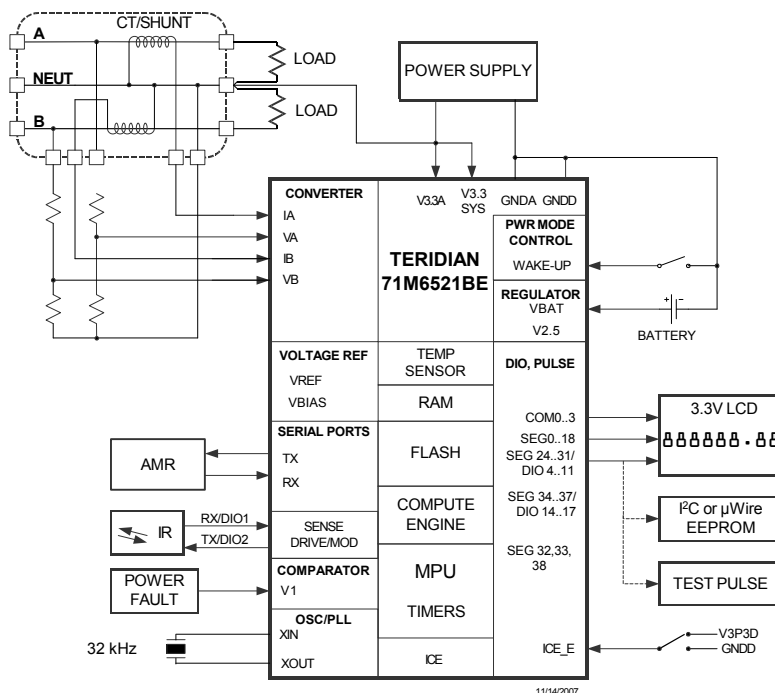 CT/SHUNT
A
NEUT
B
LOAD
LOAD
POWER SUPPLY
CONVERTER
IA
VA
IB
VB
V3.3A
V3.3
SYS
GNDA GNDD
TERIDIAN
71M6521BE
PWR MODE
CONTROL
WAKE-UP
REGULATOR
VBAT
V2.5
+ –
BATTERY
VOLTAGE REF
VREF
VBIAS
TEMP
SENSOR
RAM
DIO, PULSE
COM0..3
SEG0..18
SEG 24..31/
DIO 4..11
SEG 34..37/
DIO 14..17
SEG 32,33,
38
3.3V LCD
I²C or µWire
EEPROM
TEST PULSE
SERIAL PORTS
TX
RX
AMR
FLASH
IR
RX/DIO1
TX/DIO2
SENSE
DRIVE/MOD
COMPUTE
ENGINE
COMPARATOR
V1
POWER
FAULT
MPU
TIMERS
OSC/PLL
XIN
XOUT
32 kHz
ICE
ICE_E
V3P3D
GNDD
11/14/2007